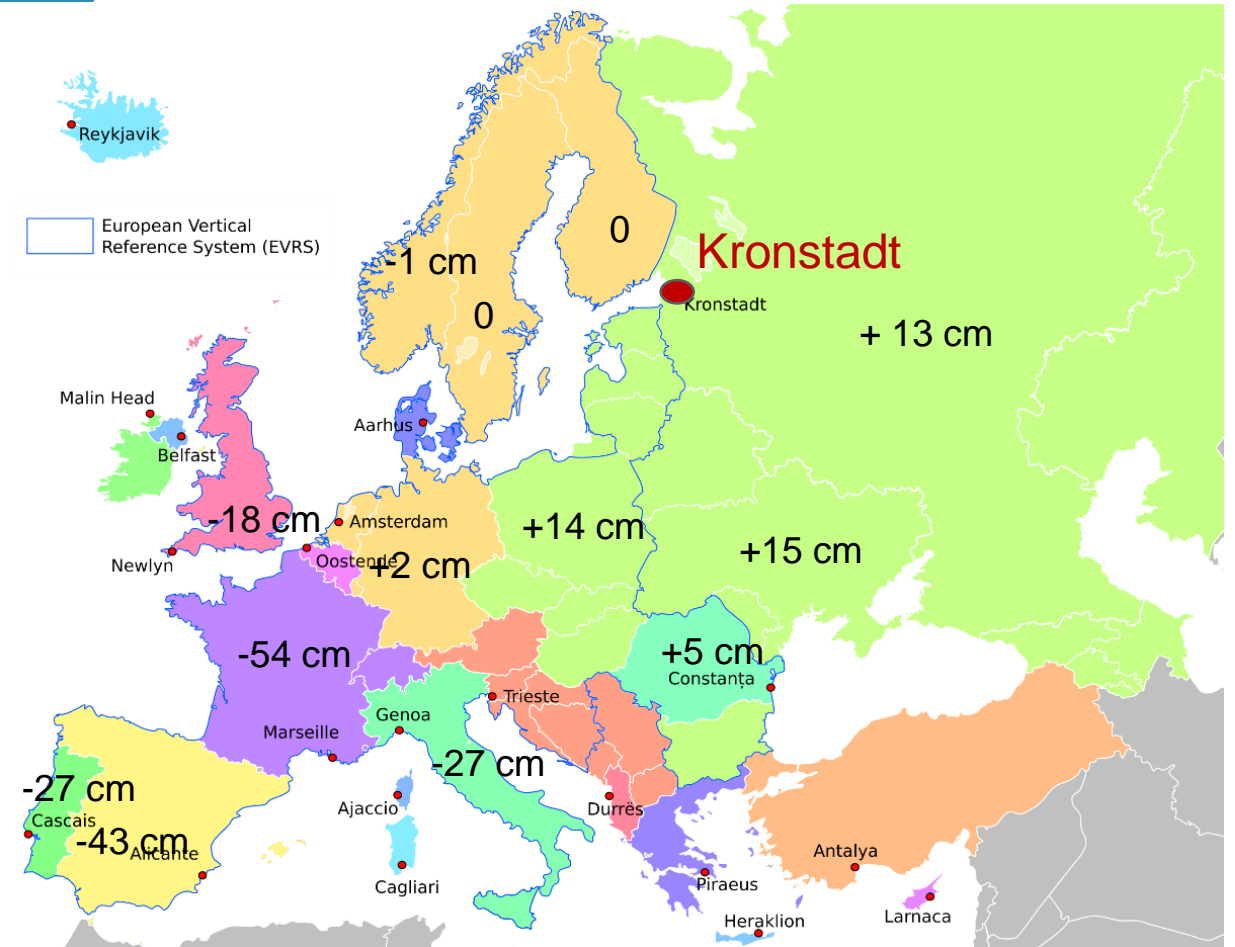 Reykjavik
European Vertical
Reference System (EVRS)
0
-1 cm
Kronstadt
Kronstadt
0
+ 13 cm
Malin Head
Aarhus
Belfast
-18 cm
Amsterdam
+14 cm
Newlyn
Oostende
+2 cm
+15 cm
-54 cm
+5 cm
Constanța
Trieste
Genoa
Marseille
-27 cm
-27 cm
Ajaccio
Durrës
Cascais
-43 cm
Alicante
Antalya
Cagliari
Piraeus
Larnaca
Heraklion